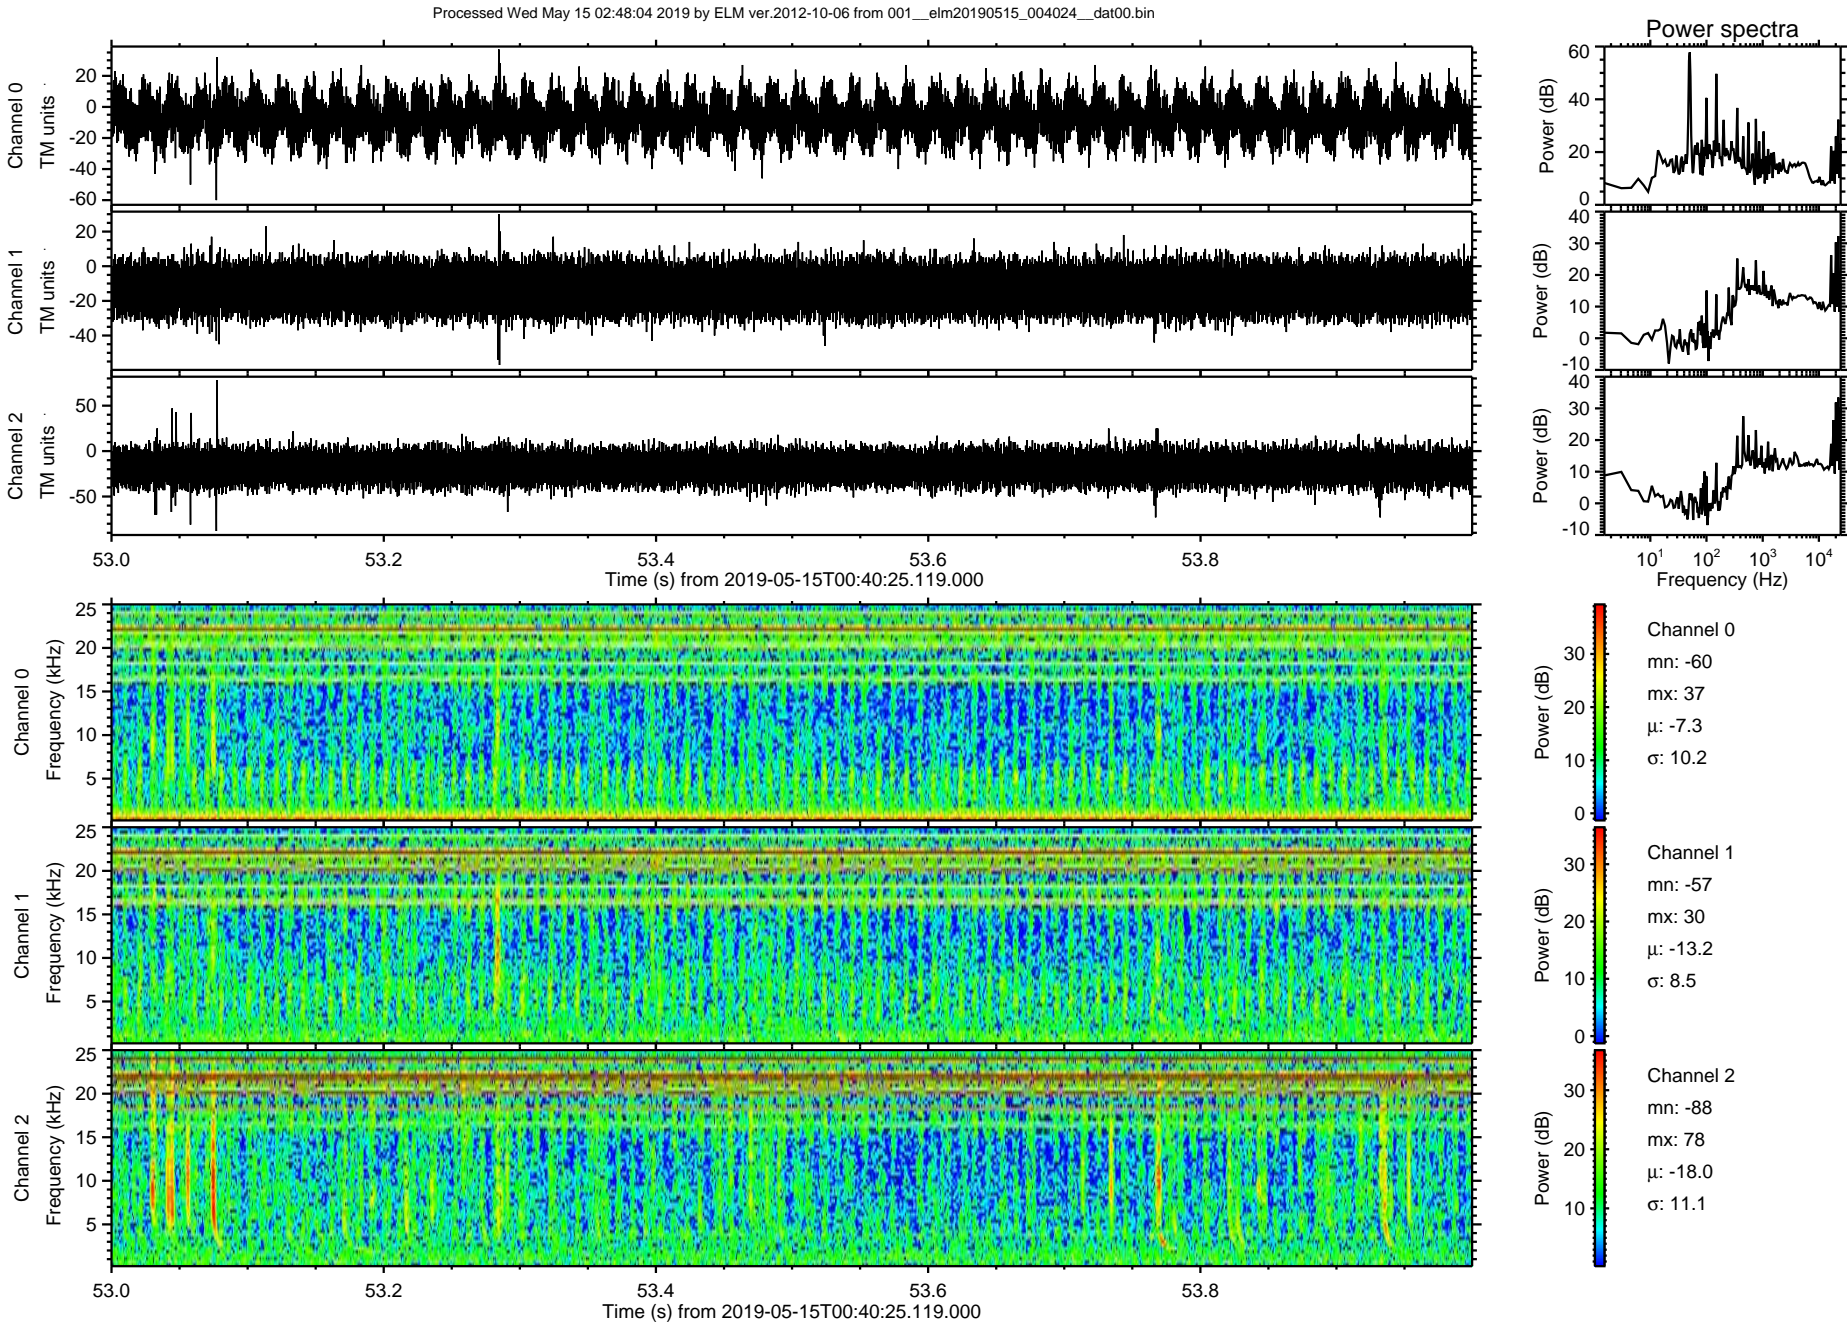 Processed Wed May 15 02:48:04 2019 by ELM ver.2012-10-06 from 001__elm20190515_004024__dat00.bin
Power spectra
Channel 0
TM units
20
0
-20
-40
-60
Power (dB)
60
40
20
0
Channel 1
TM units
20
0
-20
-40
Power (dB)
40
30
20
10
0
-10
Channel 2
TM units
50
0
-50
Power (dB)
40
30
20
10
0
-10
53.0 53.2 53.4 53.6 53.8
Time (s) from 2019-05-15T00:40:25.119.000
10^1 10^2 10^3 10^4
Frequency (Hz)
Channel 0
Frequency (kHz)
25
20
15
10
5
Power (dB)
30
20
10
0
Channel 0
mn: -60
mx: 37
μ: -7.3
σ: 10.2
Channel 1
Frequency (kHz)
25
20
15
10
5
Power (dB)
30
20
10
0
Channel 1
mn: -57
mx: 30
μ: -13.2
σ: 8.5
Channel 2
Frequency (kHz)
25
20
15
10
5
Power (dB)
30
20
10
Channel 2
mn: -88
mx: 78
μ: -18.0
σ: 11.1
53.0 53.2 53.4 53.6 53.8
Time (s) from 2019-05-15T00:40:25.119.000